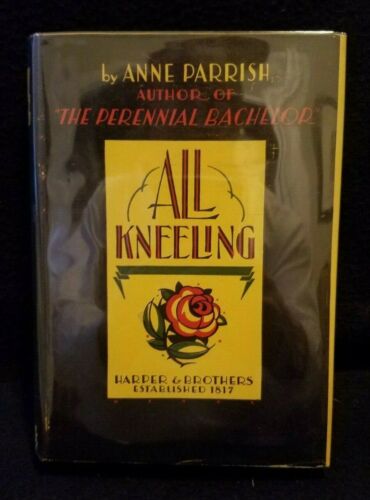 by ANNE PARRISH
AUTHOR OF
"THE PERENNIAL BACHELOR"
ALL
KNEELING
HARPER & BROTHERS
ESTABLISHED 1817